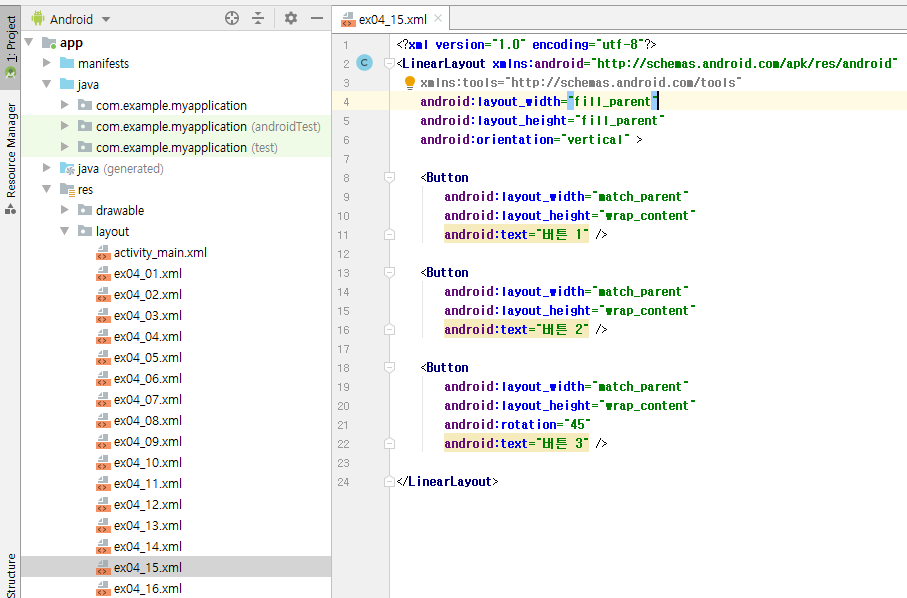 1: Project
Resource Manager
Structure
Android
app
manifests
java
com.example.myapplication
com.example.myapplication (androidTest)
com.example.myapplication (test)
java (generated)
res
drawable
layout
activity_main.xml
ex04_01.xml
ex04_02.xml
ex04_03.xml
ex04_04.xml
ex04_05.xml
ex04_06.xml
ex04_07.xml
ex04_08.xml
ex04_09.xml
ex04_10.xml
ex04_11.xml
ex04_12.xml
ex04_13.xml
ex04_14.xml
ex04_15.xml
ex04_16.xml
ex04_15.xml
1 <?xml version="1.0" encoding="utf-8"?>
2 C <LinearLayout xmlns:android="http://schemas.android.com/apk/res/android"
3 xmlns:tools="http://schemas.android.com/tools"
4 android:layout_width="fill_parent"
5 android:layout_height="fill_parent"
6 android:orientation="vertical" >
7
8 <Button
9 android:layout_width="match_parent"
10 android:layout_height="wrap_content"
11 android:text="버튼 1" />
12
13 <Button
14 android:layout_width="match_parent"
15 android:layout_height="wrap_content"
16 android:text="버튼 2" />
17
18 <Button
19 android:layout_width="match_parent"
20 android:layout_height="wrap_content"
21 android:rotation="45"
22 android:text="버튼 3" />
23
24 </LinearLayout>